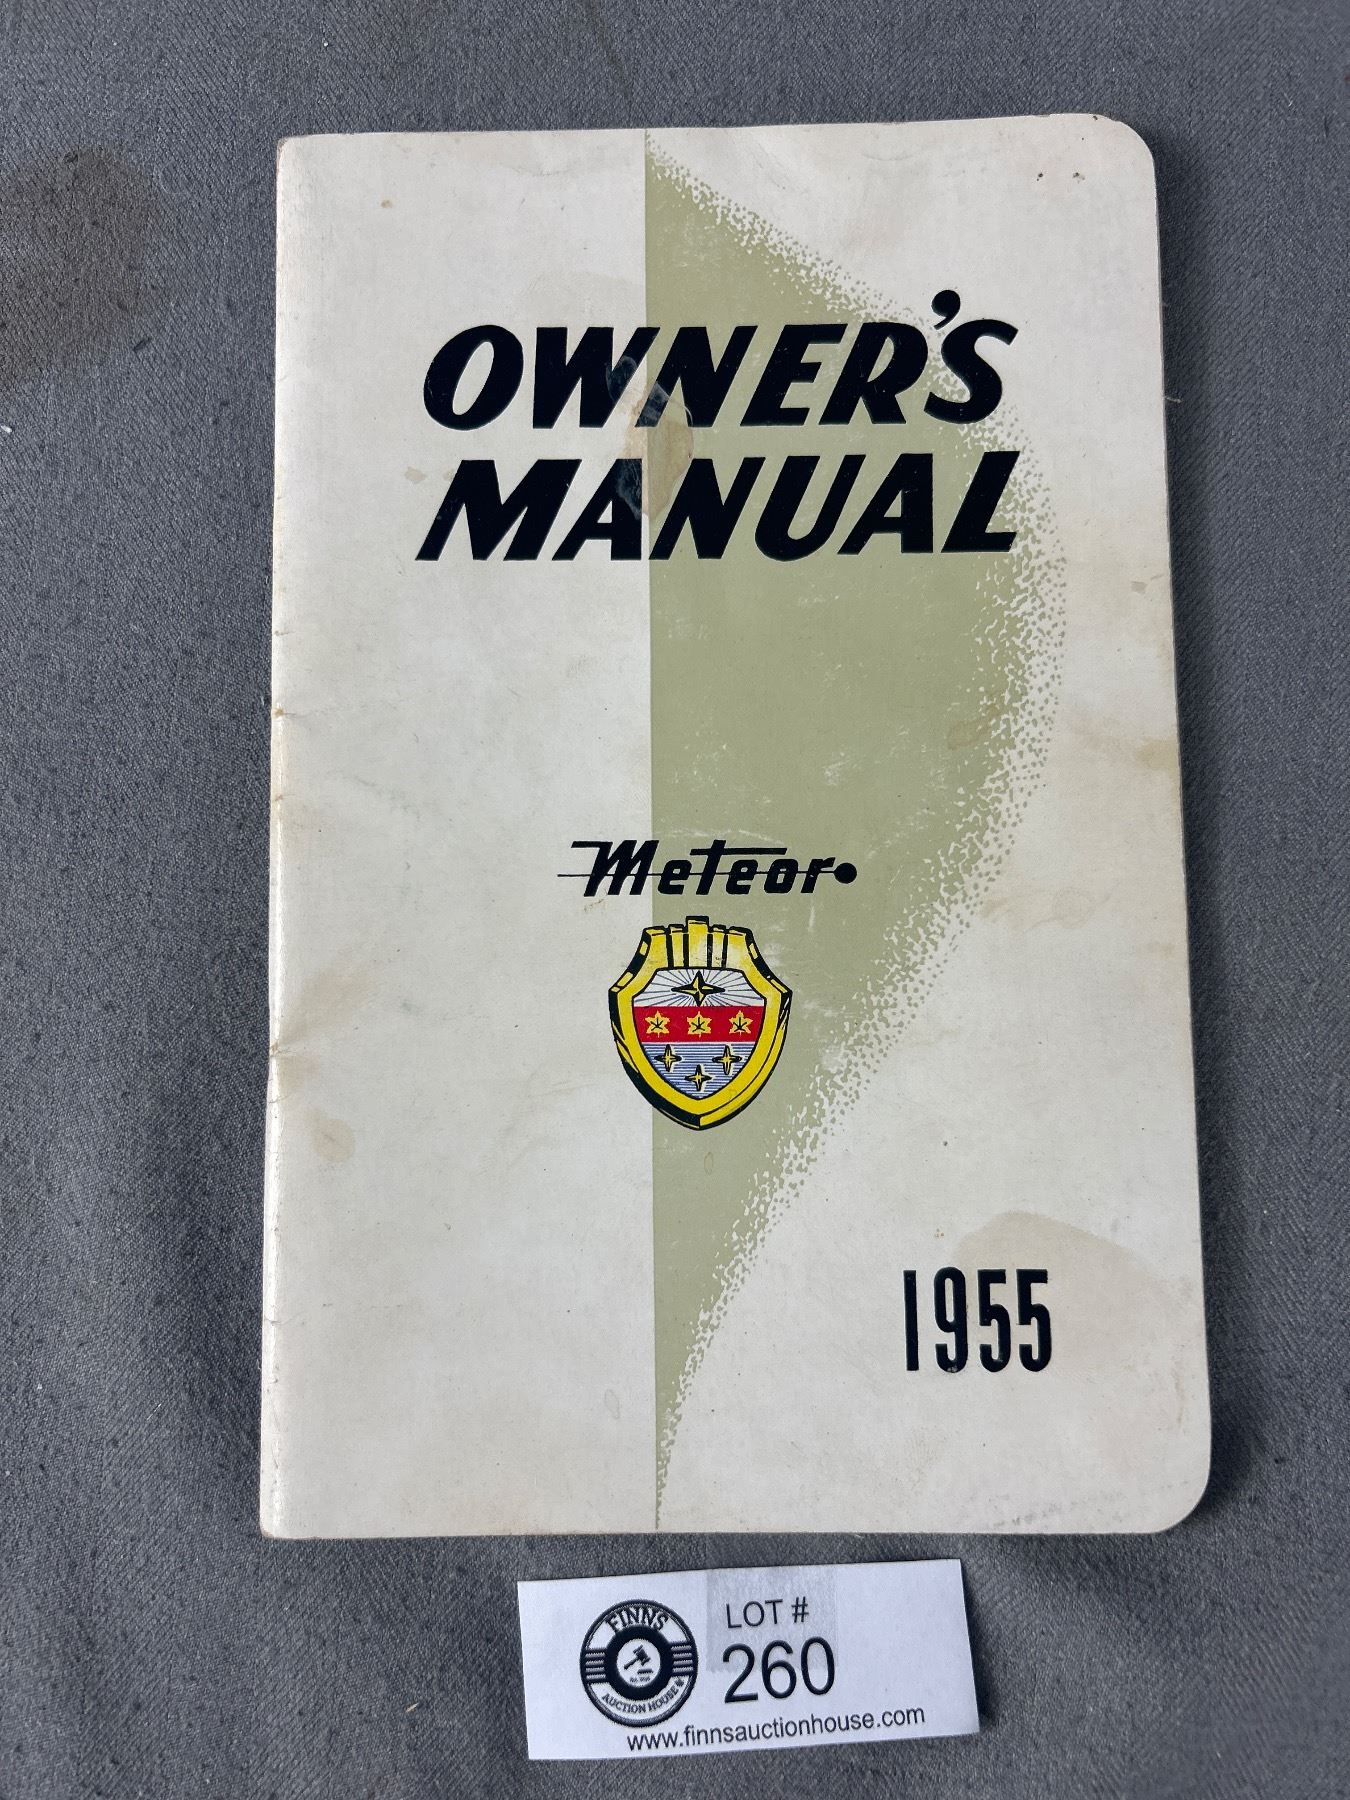 OWNER'S
MANUAL
Meteor
1955
FINNS
AUCTION HOUSE
LOT #
260
www.finnsauctionhouse.com